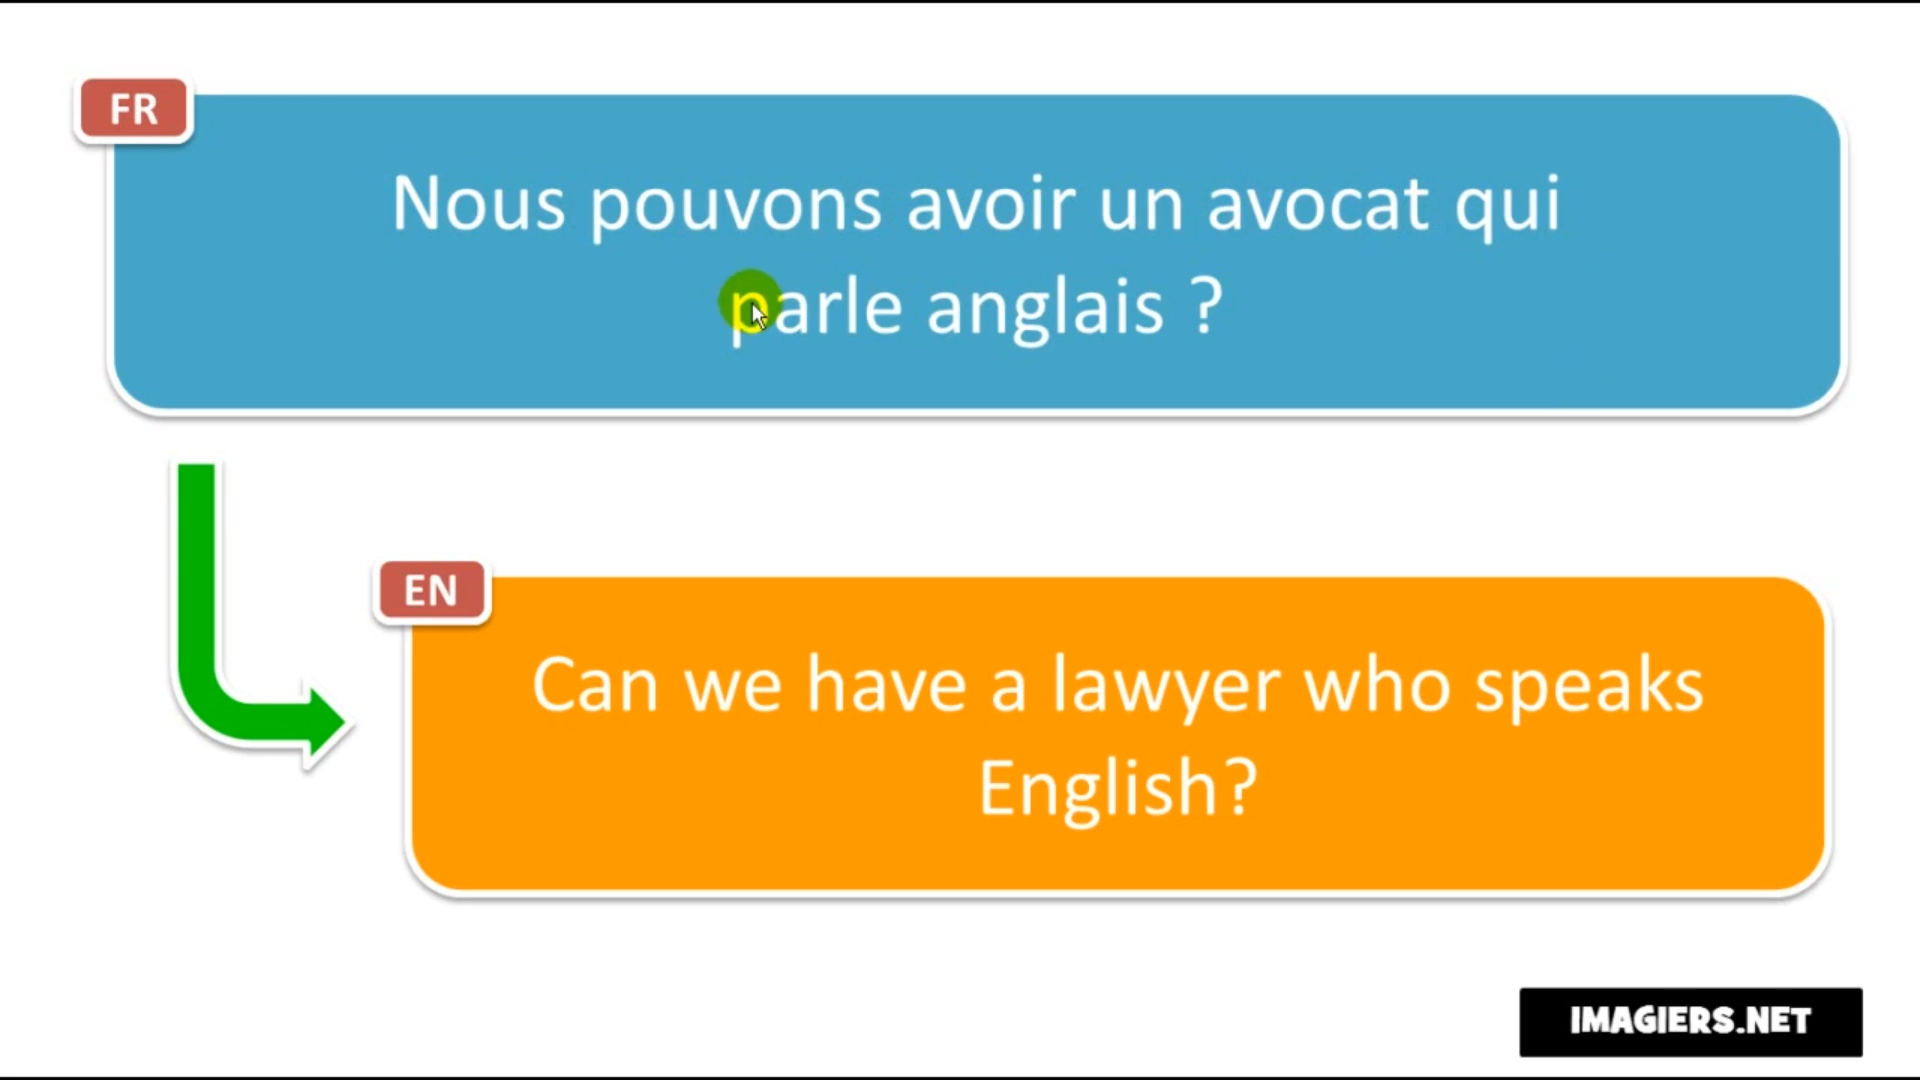 FR
Nous pouvons avoir un avocat qui
parle anglais ?
EN
Can we have a lawyer who speaks
English?
IMAGIERS.NET